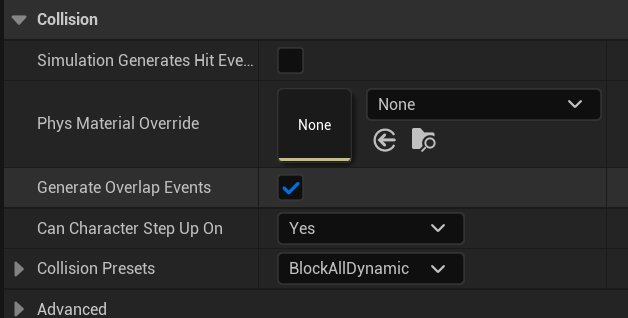 Collision
Simulation Generates Hit Eve...
Phys Material Override
None
None
Generate Overlap Events
Can Character Step Up On
Yes
Collision Presets
BlockAllDynamic
Advanced